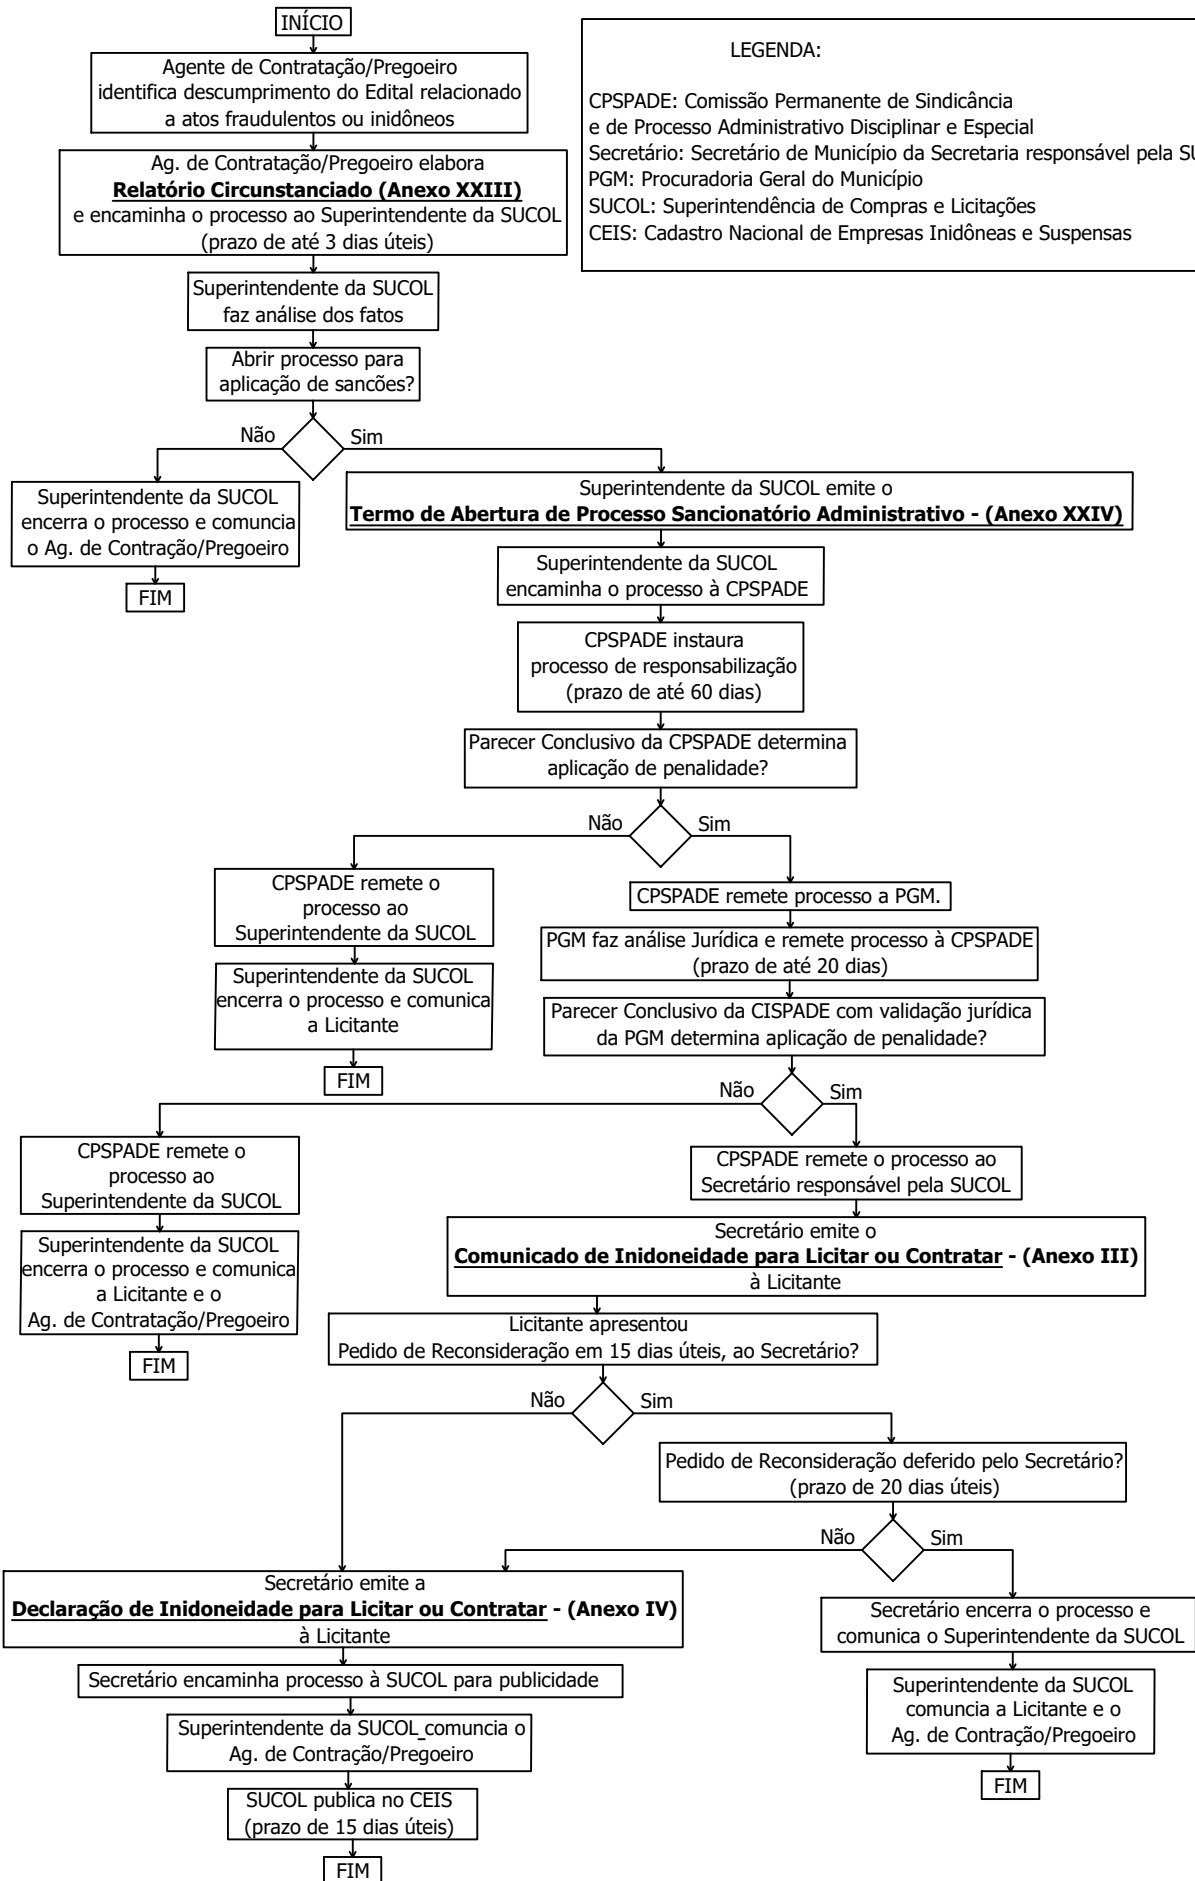 INÍCIO
Agente de Contratação/Pregoeiro
identifica descumprimento do Edital relacionado
a atos fraudulentos ou inidôneos
LEGENDA:
CPSPADE: Comissão Permanente de Sindicância
e de Processo Administrativo Disciplinar e Especial
Secretário: Secretário de Município da Secretaria responsável pela SU
PGM: Procuradoria Geral do Município
SUCOL: Superintendência de Compras e Licitações
CEIS: Cadastro Nacional de Empresas Inidôneas e Suspensas
Ag. de Contratação/Pregoeiro elabora
Relatório Circunstanciado (Anexo XXIII)
e encaminha o processo ao Superintendente da SUCOL
(prazo de até 3 dias úteis)
Superintendente da SUCOL
faz análise dos fatos
Abrir processo para
aplicação de sancões?
Não
Sim
Superintendente da SUCOL
encerra o processo e comuncia
o Ag. de Contração/Pregoeiro
FIM
Superintendente da SUCOL emite o
Termo de Abertura de Processo Sancionatório Administrativo - (Anexo XXIV)
Superintendente da SUCOL
encaminha o processo à CPSPADE
CPSPADE instaura
processo de responsabilização
(prazo de até 60 dias)
Parecer Conclusivo da CPSPADE determina
aplicação de penalidade?
Não
Sim
CPSPADE remete o
processo ao
Superintendente da SUCOL
Superintendente da SUCOL
encerra o processo e comunica
a Licitante
FIM
CPSPADE remete processo a PGM.
PGM faz análise Jurídica e remete processo à CPSPADE
(prazo de até 20 dias)
Parecer Conclusivo da CISPADE com validação jurídica
da PGM determina aplicação de penalidade?
Não
Sim
CPSPADE remete o
processo ao
Superintendente da SUCOL
Superintendente da SUCOL
encerra o processo e comunica
a Licitante e o
Ag. de Contratação/Pregoeiro
FIM
CPSPADE remete o processo ao
Secretário responsável pela SUCOL
Secretário emite o
Comunicado de Inidoneidade para Licitar ou Contratar - (Anexo III)
à Licitante
Licitante apresentou
Pedido de Reconsideração em 15 dias úteis, ao Secretário?
Não
Sim
Pedido de Reconsideração deferido pelo Secretário?
(prazo de 20 dias úteis)
Não
Sim
Secretário emite a
Declaração de Inidoneidade para Licitar ou Contratar - (Anexo IV)
à Licitante
Secretário encaminha processo à SUCOL para publicidade
Superintendente da SUCOL comuncia o
Ag. de Contração/Pregoeiro
SUCOL publica no CEIS
(prazo de 15 dias úteis)
FIM
Secretário encerra o processo e
comunica o Superintendente da SUCOL
Superintendente da SUCOL
comuncia a Licitante e o
Ag. de Contração/Pregoeiro
FIM